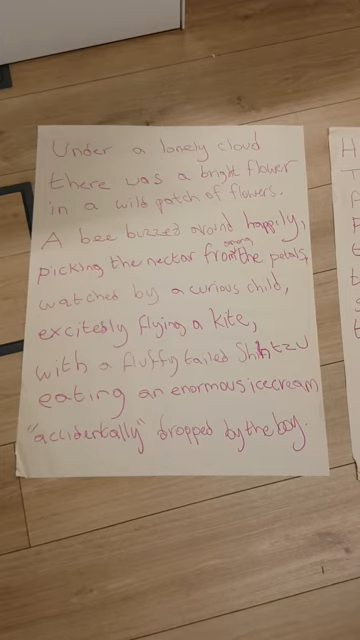 Under a lonely cloud
there was a bright flower
in a wild patch of flowers.
A bee buzzed around happily,
among
picking the nectar from the petals,
watched by a curious child,
excitedly flying a kite,
with a fluffy tailed Shihtzu
eating an enormous icecream
"accidentally" dropped by the boy.